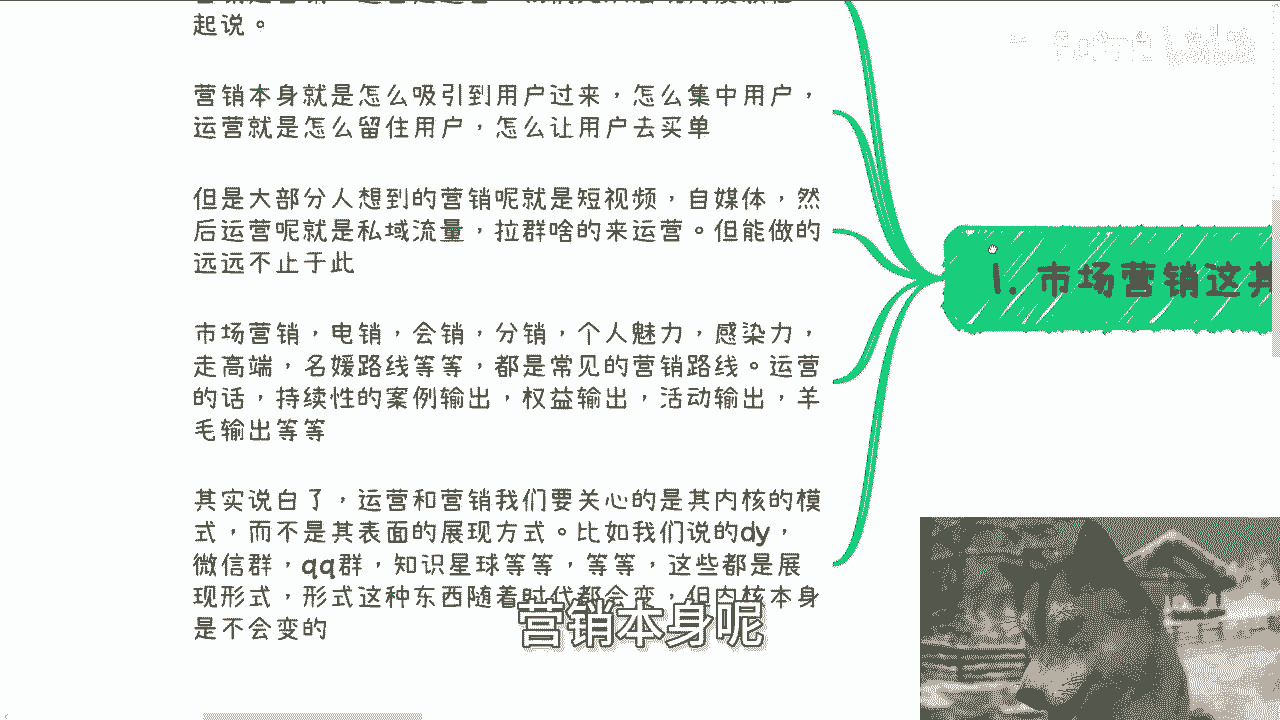 起说。
营销本身就是怎么吸引到用户过来，怎么集中用户，
运营就是怎么留住用户，怎么让用户去买单
但是大部分人想到的营销呢就是短视频，自媒体，然
后运营呢就是私域流量，拉群啥的来运营。但能做的
远远不止于此
市场营销，电销，会销，分销，个人魅力，感染力，
走高端，名媛路线等等，都是常见的营销路线。运营
的话，持续性的案例输出，权益输出，活动输出，羊
毛输出等等
其实说白了，运营和营销我们要关心的是其内核的模
式，而不是其表面的展现方式。比如我们说的dy，
微信群，qq群，知识星球等等，等等，这些都是展
现形式，形式这种东西随着时代都会变，但内核本身
是不会变的
1. 市场营销这其
营销本身呢